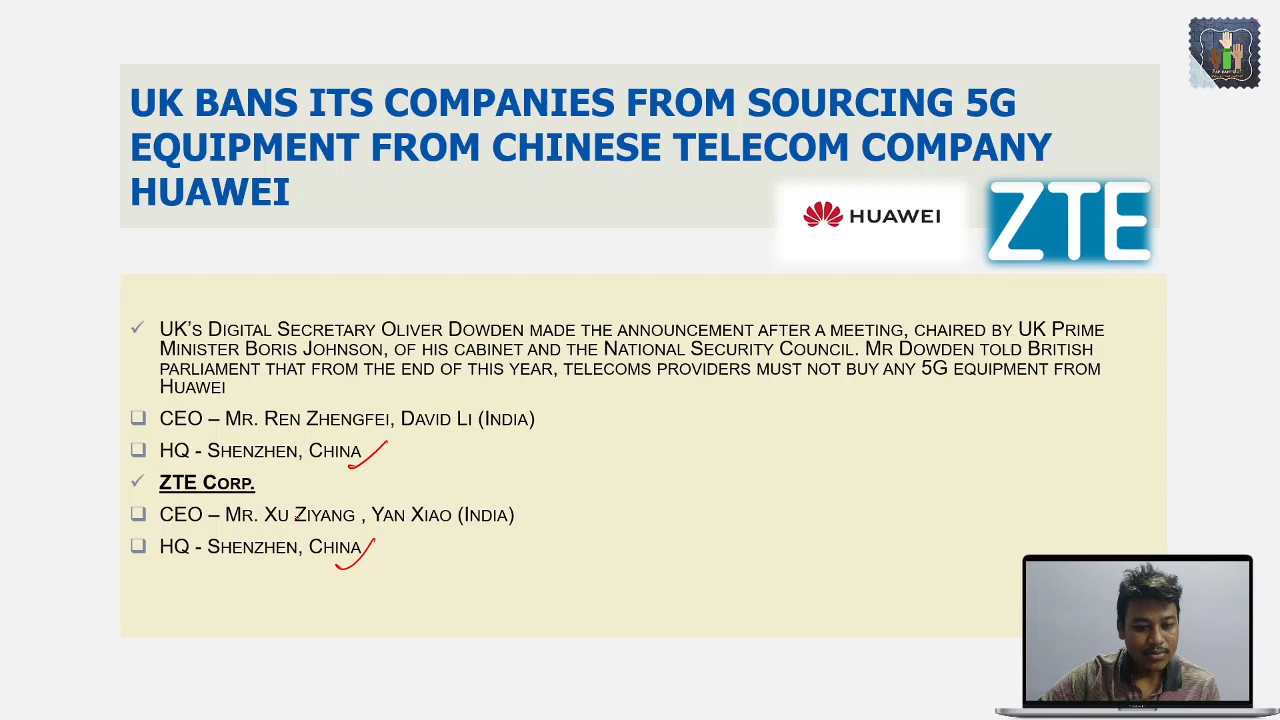 UK BANS ITS COMPANIES FROM SOURCING 5G
EQUIPMENT FROM CHINESE TELECOM COMPANY
HUAWEI
HUAWEI
ZTE
UK'S DIGITAL SECRETARY OLIVER DOWDEN MADE THE ANNOUNCEMENT AFTER A MEETING, CHAIRED BY UK PRIME
MINISTER BORIS JOHNSON, OF HIS CABINET AND THE NATIONAL SECURITY COUNCIL. MR DOWDEN TOLD BRITISH
PARLIAMENT THAT FROM THE END OF THIS YEAR, TELECOMS PROVIDERS MUST NOT BUY ANY 5G EQUIPMENT FROM
HUAWEI
CEO – MR. REN ZHENGFEI, DAVID LI (INDIA)
HQ - SHENZHEN, CHINA
ZTE CORP.
CEO – MR. XU ZIYANG , YAN XIAO (INDIA)
HQ - SHENZHEN, CHINA